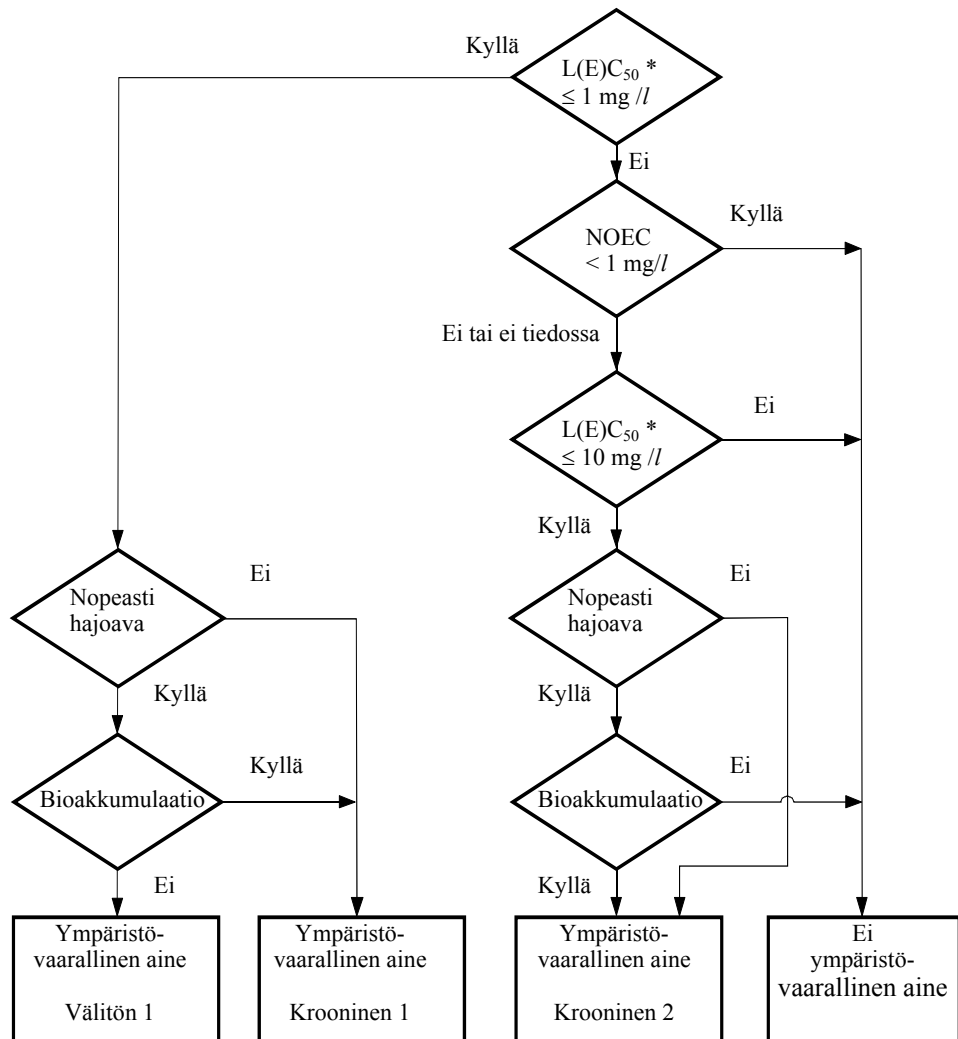 Kyllä
L(E)C₅₀ *
≤ 1 mg /l
Ei
NOEC
< 1 mg/l
Kyllä
Ei tai ei tiedossa
L(E)C₅₀ *
≤ 10 mg /l
Ei
Kyllä
Nopeasti
hajoava
Ei
Nopeasti
hajoava
Ei
Kyllä
Kyllä
Bioakkumulaatio
Kyllä
Bioakkumulaatio
Ei
Ei
Kyllä
Ympäristö-
vaarallinen aine
Välitön 1
Ympäristö-
vaarallinen aine
Krooninen 1
Ympäristö-
vaarallinen aine
Krooninen 2
Ei
ympäristö-
vaarallinen aine